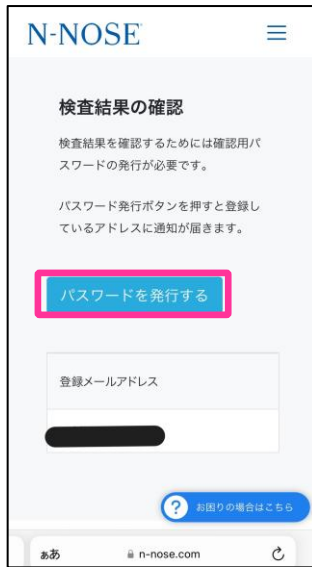 N-NOSE
検査結果の確認
検査結果を確認するためには確認用パ
スワードの発行が必要です。
パスワード発行ボタンを押すと登録し
ているアドレスに通知が届きます。
パスワードを発行する
登録メールアドレス
お困りの場合はこちら
ぁあ
n-nose.com